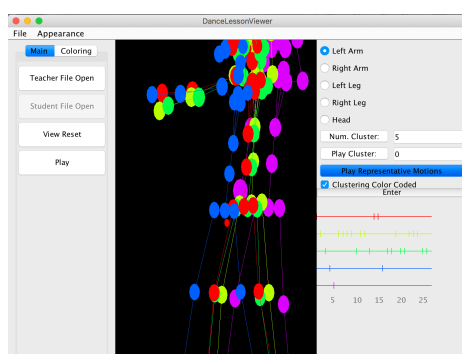 DanceLessonViewer
File Appearance
Main Coloring
Teacher File Open
Student File Open
View Reset
Play
Left Arm
Right Arm
Left Leg
Right Leg
Head
Num. Cluster: 5
Play Cluster: 0
Play Representative Motions
Clustering Color Coded
Enter
5 10 15 20 25